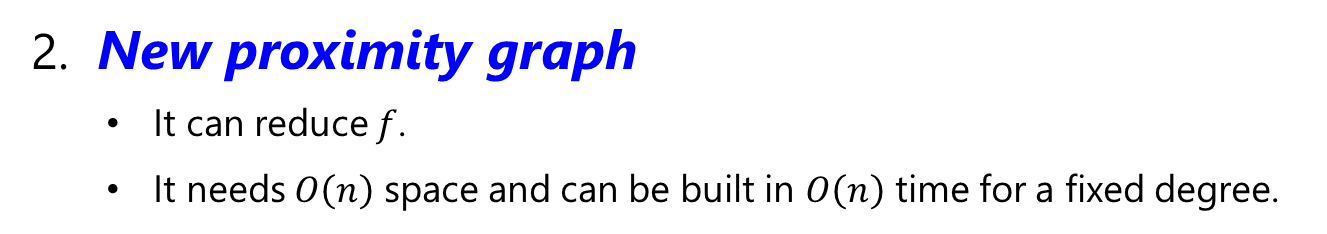 2. New proximity graph
• It can reduce 𝑓.
• It needs 𝑂(𝑛) space and can be built in 𝑂(𝑛) time for a fixed degree.